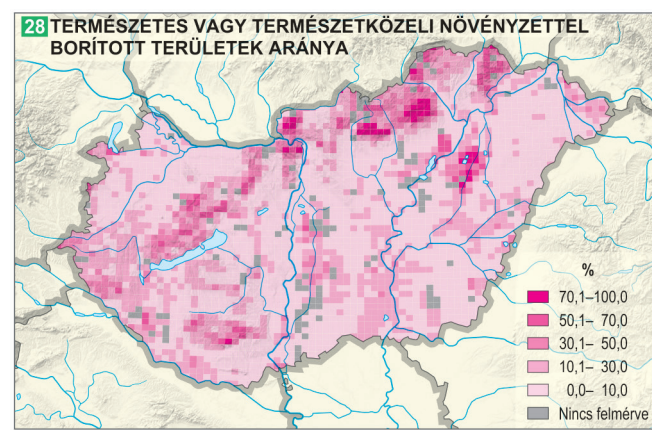 28 TERMÉSZETES VAGY TERMÉSZETKÖZELI NÖVÉNYZETTEL
BORÍTOTT TERÜLETEK ARÁNYA
%
70,1–100,0
50,1– 70,0
30,1– 50,0
10,1– 30,0
0,0– 10,0
Nincs felmérve